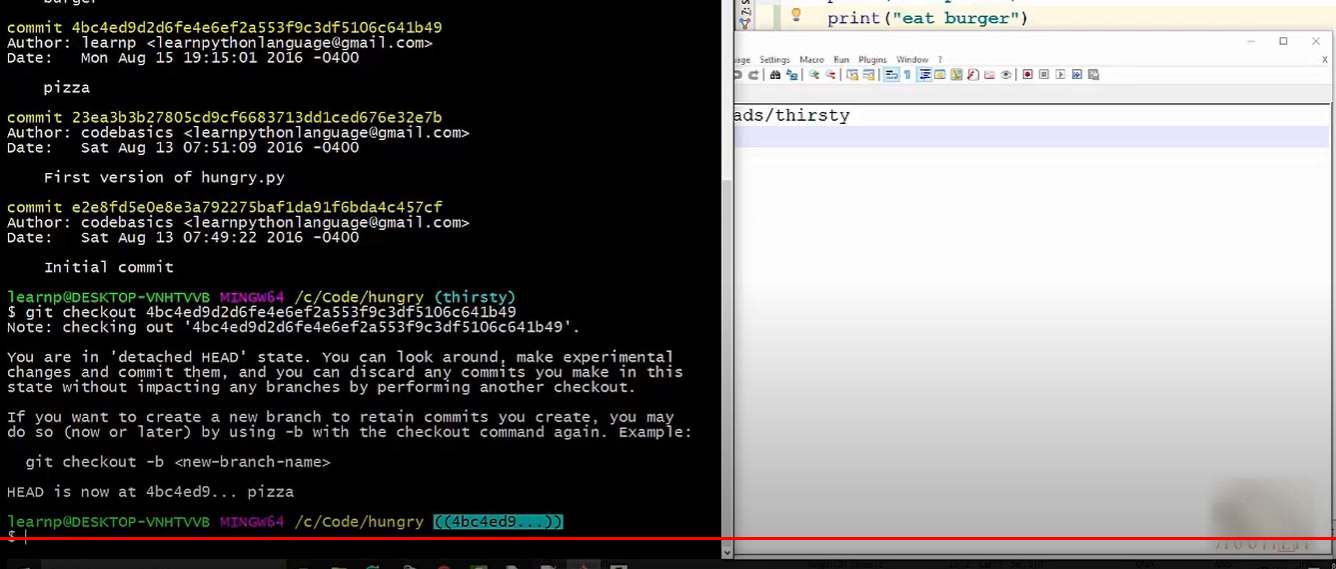 burger
commit 4bc4ed9d2d6fe4e6ef2a553f9c3df5106c641b49
Author: learnp <learnpythonlanguage@gmail.com>
Date:   Mon Aug 15 19:15:01 2016 -0400
pizza
commit 23ea3b3b27805cd9cf6683713dd1ced676e32e7b
Author: codebasics <learnpythonlanguage@gmail.com>
Date:   Sat Aug 13 07:51:09 2016 -0400
First version of hungry.py
commit e2e8fd5e0e8e3a792275baf1da91f6bda4c457cf
Author: codebasics <learnpythonlanguage@gmail.com>
Date:   Sat Aug 13 07:49:22 2016 -0400
Initial commit
learnp@DESKTOP-VNHTVVB MINGW64 /c/Code/hungry (thirsty)
$ git checkout 4bc4ed9d2d6fe4e6ef2a553f9c3df5106c641b49
Note: checking out '4bc4ed9d2d6fe4e6ef2a553f9c3df5106c641b49'.
You are in 'detached HEAD' state. You can look around, make experimental
changes and commit them, and you can discard any commits you make in this
state without impacting any branches by performing another checkout.
If you want to create a new branch to retain commits you create, you may
do so (now or later) by using -b with the checkout command again. Example:
git checkout -b <new-branch-name>
HEAD is now at 4bc4ed9... pizza
learnp@DESKTOP-VNHTVVB MINGW64 /c/Code/hungry ((4bc4ed9...))
$
print("eat burger")
uage Settings Macro Run Plugins Window ? X
ads/thirsty